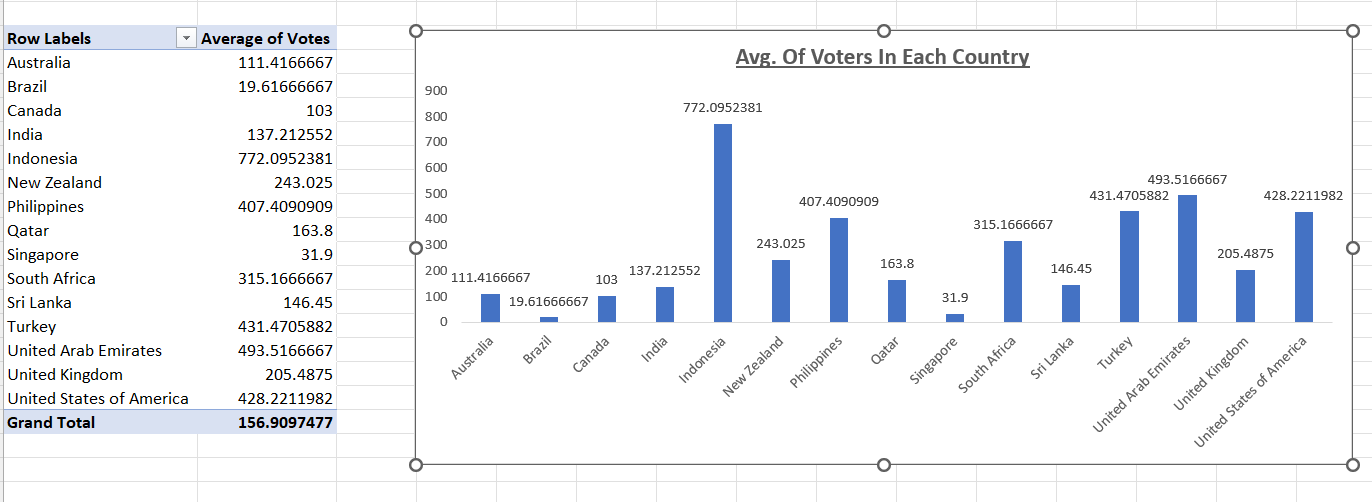 Row Labels Average of Votes
Australia 111.4166667
Brazil 19.61666667
Canada 103
India 137.212552
Indonesia 772.0952381
New Zealand 243.025
Philippines 407.4090909
Qatar 163.8
Singapore 31.9
South Africa 315.1666667
Sri Lanka 146.45
Turkey 431.4705882
United Arab Emirates 493.5166667
United Kingdom 205.4875
United States of America 428.2211982
Grand Total 156.9097477
Avg. Of Voters In Each Country
900
800
700
600
500
400
300
200
100
0
111.4166667
19.61666667
103
137.212552
772.0952381
243.025
407.4090909
163.8
31.9
315.1666667
146.45
431.4705882
493.5166667
205.4875
428.2211982
Australia
Brazil
Canada
India
Indonesia
New Zealand
Philippines
Qatar
Singapore
South Africa
Sri Lanka
Turkey
United Arab Emirates
United Kingdom
United States of America